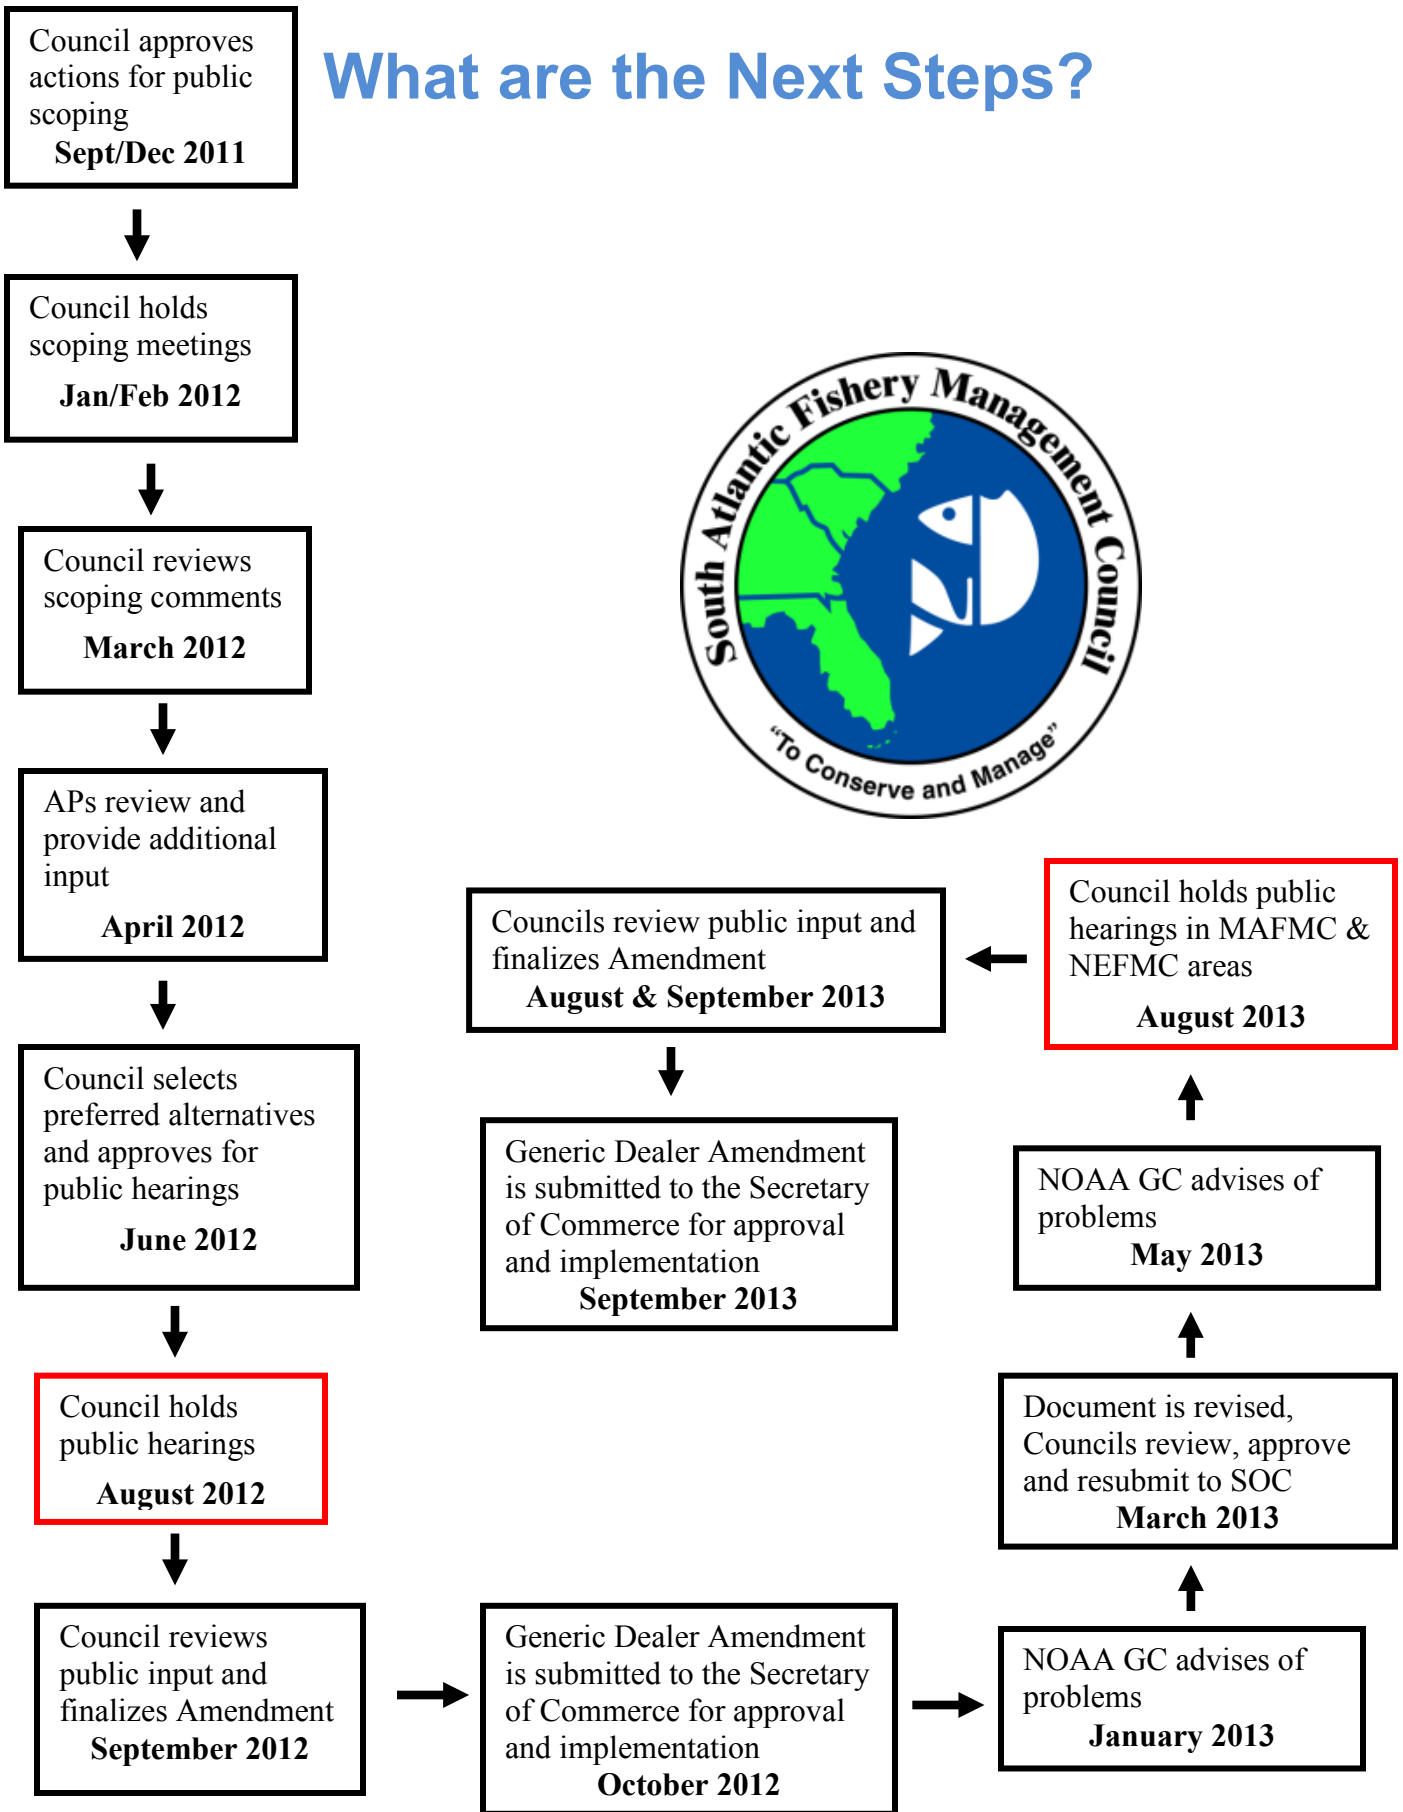 What are the Next Steps?
Council approves
actions for public
scoping
Sept/Dec 2011
Council holds
scoping meetings
Jan/Feb 2012
Council reviews
scoping comments
March 2012
APs review and
provide additional
input
April 2012
Council selects
preferred alternatives
and approves for
public hearings
June 2012
Council holds
public hearings
August 2012
Council reviews
public input and
finalizes Amendment
September 2012
Generic Dealer Amendment
is submitted to the Secretary
of Commerce for approval
and implementation
October 2012
NOAA GC advises of
problems
January 2013
Document is revised,
Councils review, approve
and resubmit to SOC
March 2013
NOAA GC advises of
problems
May 2013
Council holds public
hearings in MAFMC &
NEFMC areas
August 2013
Councils review public input and
finalizes Amendment
August & September 2013
Generic Dealer Amendment
is submitted to the Secretary
of Commerce for approval
and implementation
September 2013
South Atlantic Fishery Management Council
"To Conserve and Manage"